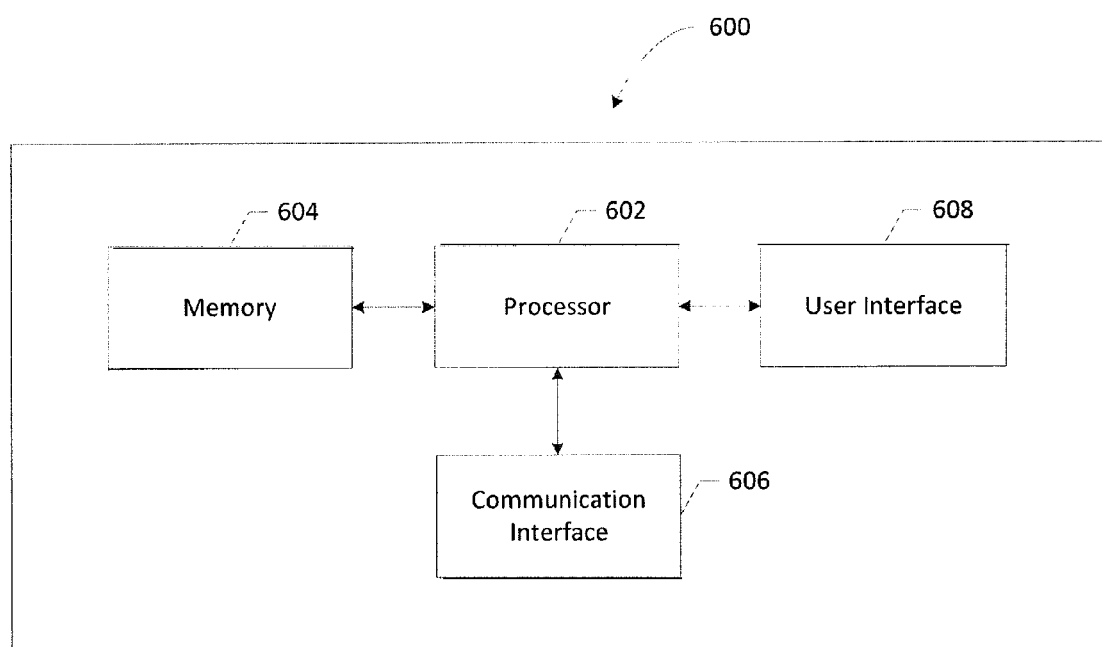 600
604
602
608
Memory
Processor
User Interface
606
Communication
Interface